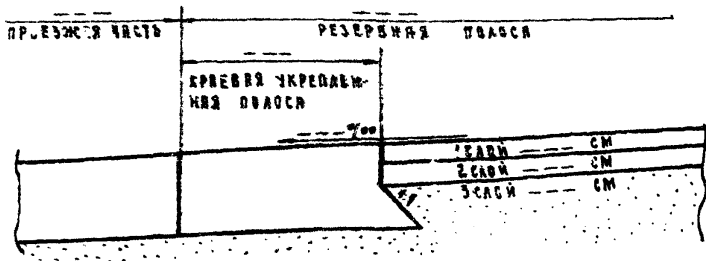 ПРОЕЗЖАЯ ЧАСТЬ
РЕЗЕРВНАЯ ПОЛОСА
КРАЕВАЯ УКРЕПЛЕН-
НАЯ ПОЛОСА
‰
1 СЛОЙ ——— СМ
2 СЛОЙ ——— СМ
3 СЛОЙ ——— СМ